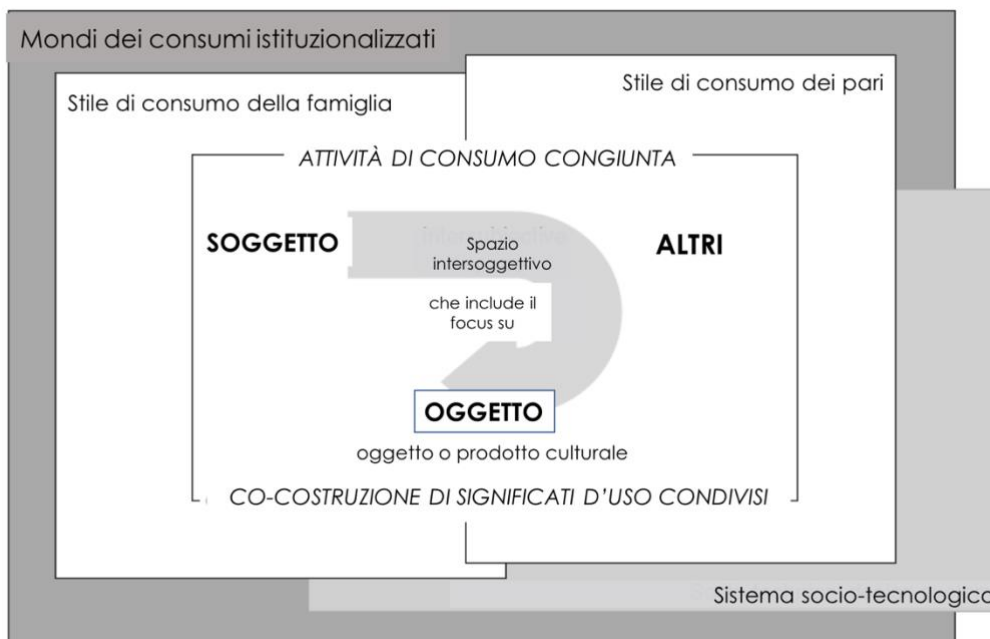 Mondi dei consumi istituzionalizzati
Stile di consumo della famiglia
Stile di consumo dei pari
ATTIVITÀ DI CONSUMO CONGIUNTA
SOGGETTO
Spazio
intersoggettivo
ALTRI
che include il
focus su
OGGETTO
oggetto o prodotto culturale
CO-COSTRUZIONE DI SIGNIFICATI D'USO CONDIVISI
Sistema socio-tecnologico